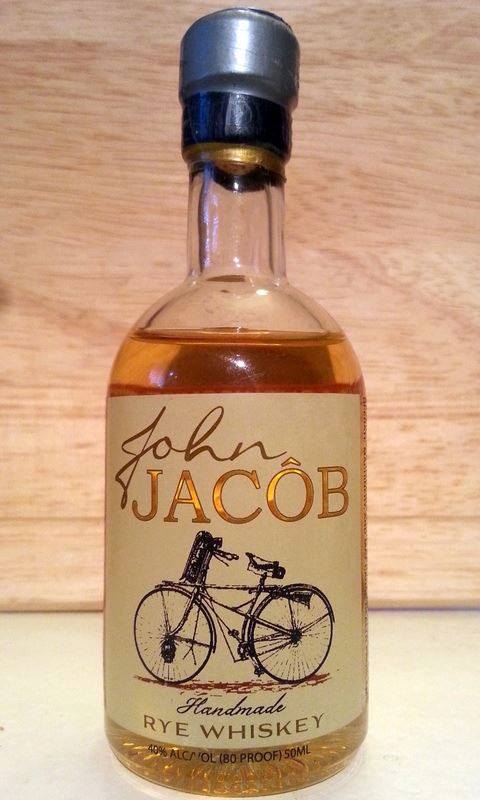 John
JACÔB
Handmade
RYE WHISKEY
40% ALC/VOL (80 PROOF) 50ML